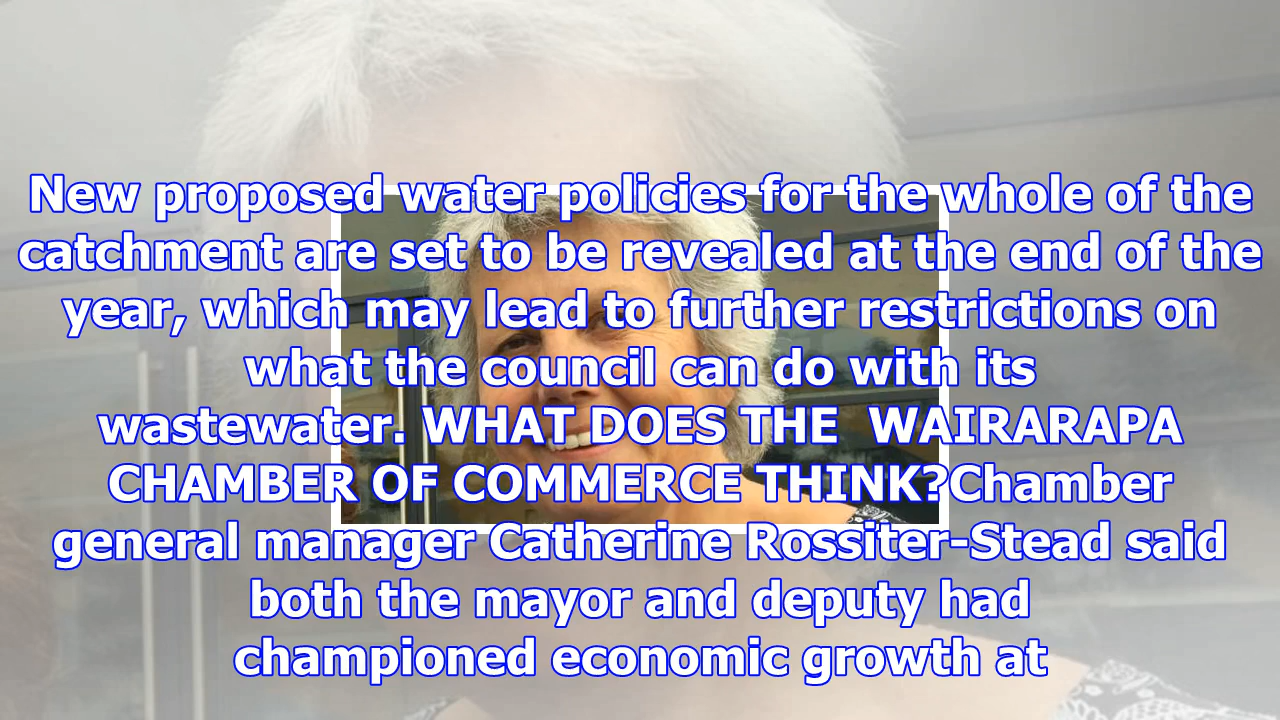 New proposed water policies for the whole of the
catchment are set to be revealed at the end of the
year, which may lead to further restrictions on
what the council can do with its
wastewater. WHAT DOES THE  WAIRARAPA
CHAMBER OF COMMERCE THINK?Chamber
general manager Catherine Rossiter-Stead said
both the mayor and deputy had
championed economic growth at